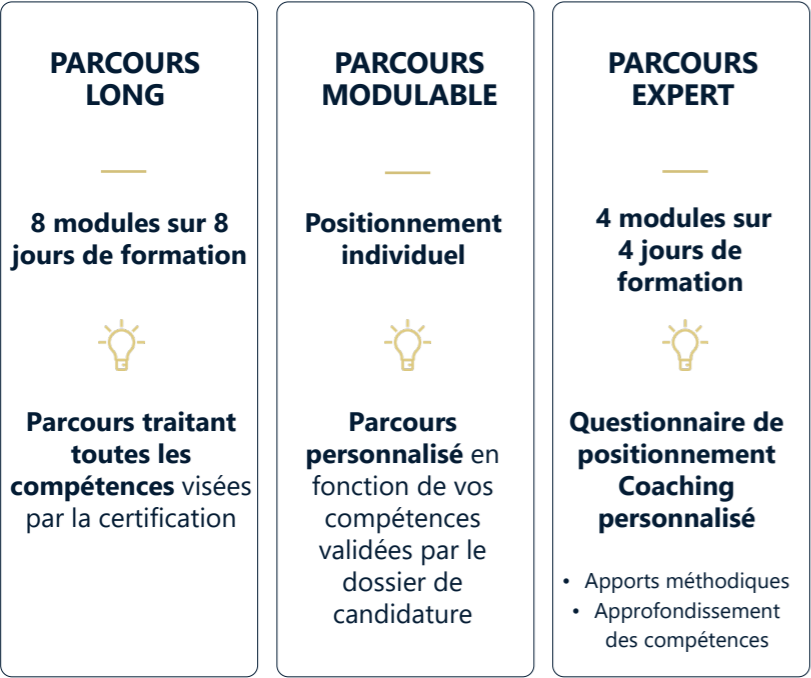 PARCOURS
LONG
8 modules sur 8
jours de formation
Parcours traitant
toutes les
compétences visées
par la certification
PARCOURS
MODULABLE
Positionnement
individuel
Parcours
personnalisé en
fonction de vos
compétences
validées par le
dossier de
candidature
PARCOURS
EXPERT
4 modules sur
4 jours de
formation
Questionnaire de
positionnement
Coaching
personnalisé
• Apports méthodiques
• Approfondissement
des compétences